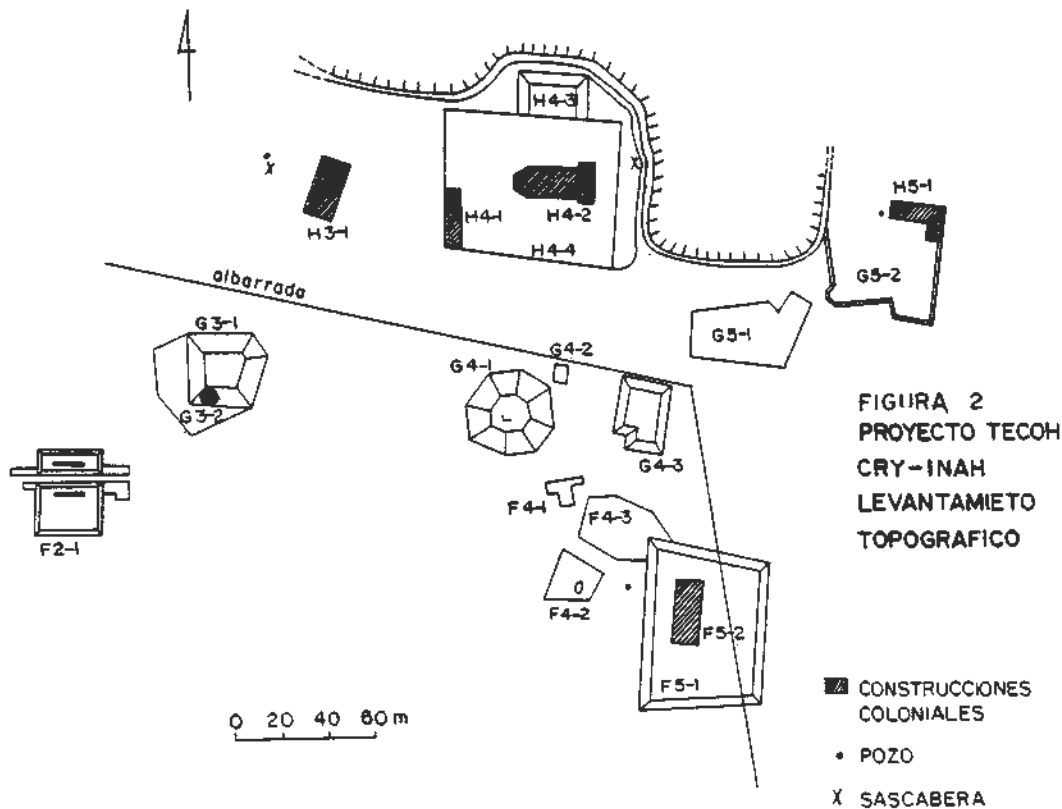 H4-3
X
X
H5-1
H3-1
H4-1
H4-2
H4-4
G5-2
albarrada
G3-1
G5-1
G4-2
G4-1
G3-2
G4-3
FIGURA 2
PROYECTO TECOH
CRY-INAH
LEVANTAMIETO
TOPOGRAFICO
F4-1
F4-3
F2-1
F4-2
F5-2
F5-1
0 20 40 60 m
CONSTRUCCIONES
COLONIALES
POZO
X SASCABERA